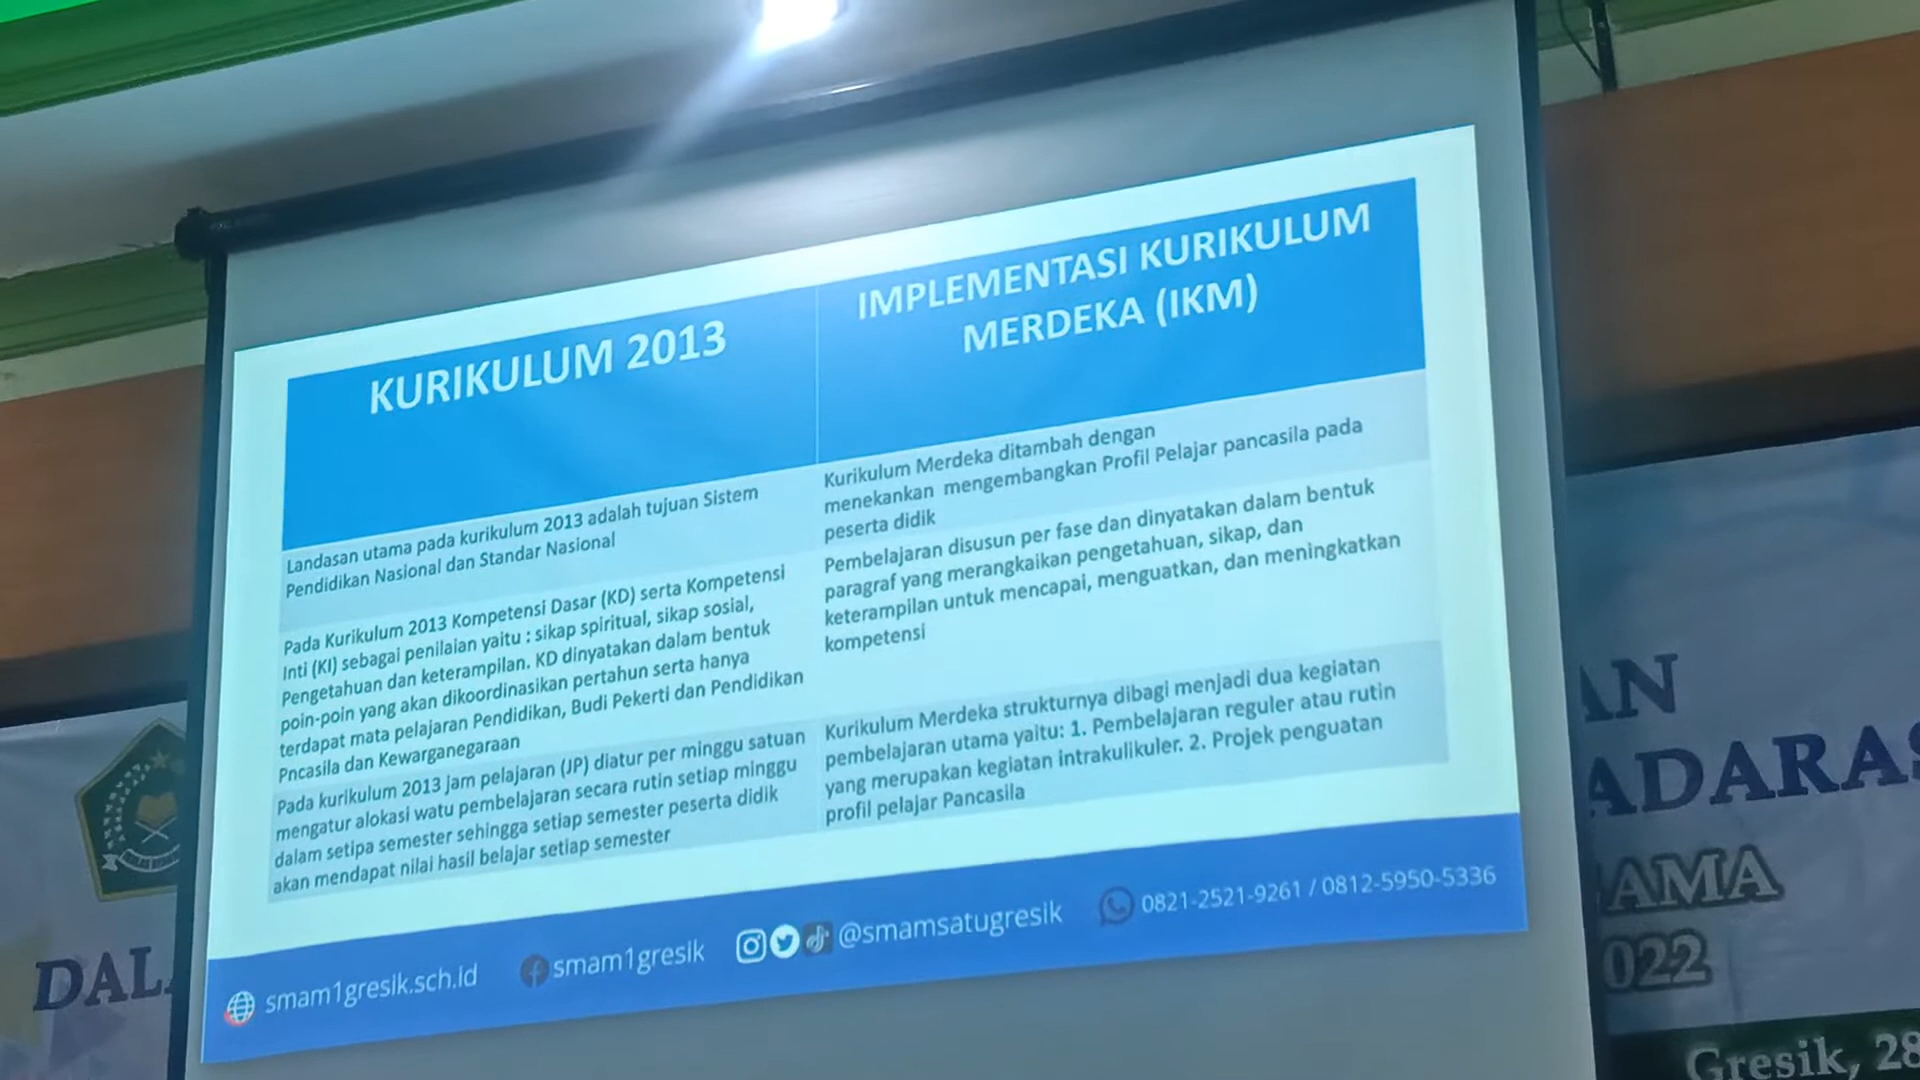 KURIKULUM 2013
IMPLEMENTASI KURIKULUM
MERDEKA (IKM)
Landasan utama pada kurikulum 2013 adalah tujuan Sistem
Pendidikan Nasional dan Standar Nasional
Kurikulum Merdeka ditambah dengan
menekankan mengembangkan Profil Pelajar pancasila pada
peserta didik
Pada Kurikulum 2013 Kompetensi Dasar (KD) serta Kompetensi
Inti (KI) sebagai penilaian yaitu : sikap spiritual, sikap sosial,
Pengetahuan dan keterampilan. KD dinyatakan dalam bentuk
poin-poin yang akan dikoordinasikan pertahun serta hanya
terdapat mata pelajaran Pendidikan, Budi Pekerti dan Pendidikan
Pncasila dan Kewarganegaraan
Pembelajaran disusun per fase dan dinyatakan dalam bentuk
paragraf yang merangkaikan pengetahuan, sikap, dan
keterampilan untuk mencapai, menguatkan, dan meningkatkan
kompetensi
Pada kurikulum 2013 jam pelajaran (JP) diatur per minggu satuan
mengatur alokasi watu pembelajaran secara rutin setiap minggu
dalam setipa semester sehingga setiap semester peserta didik
akan mendapat nilai hasil belajar setiap semester
Kurikulum Merdeka strukturnya dibagi menjadi dua kegiatan
pembelajaran utama yaitu: 1. Pembelajaran reguler atau rutin
yang merupakan kegiatan intrakulikuler. 2. Projek penguatan
profil pelajar Pancasila
smam1gresik.sch.id
smam1gresik
@smamsatugresik
0821-2521-9261 / 0812-5950-5336
DAL
AN
ADARAS
AMA
022
Gresik, 28